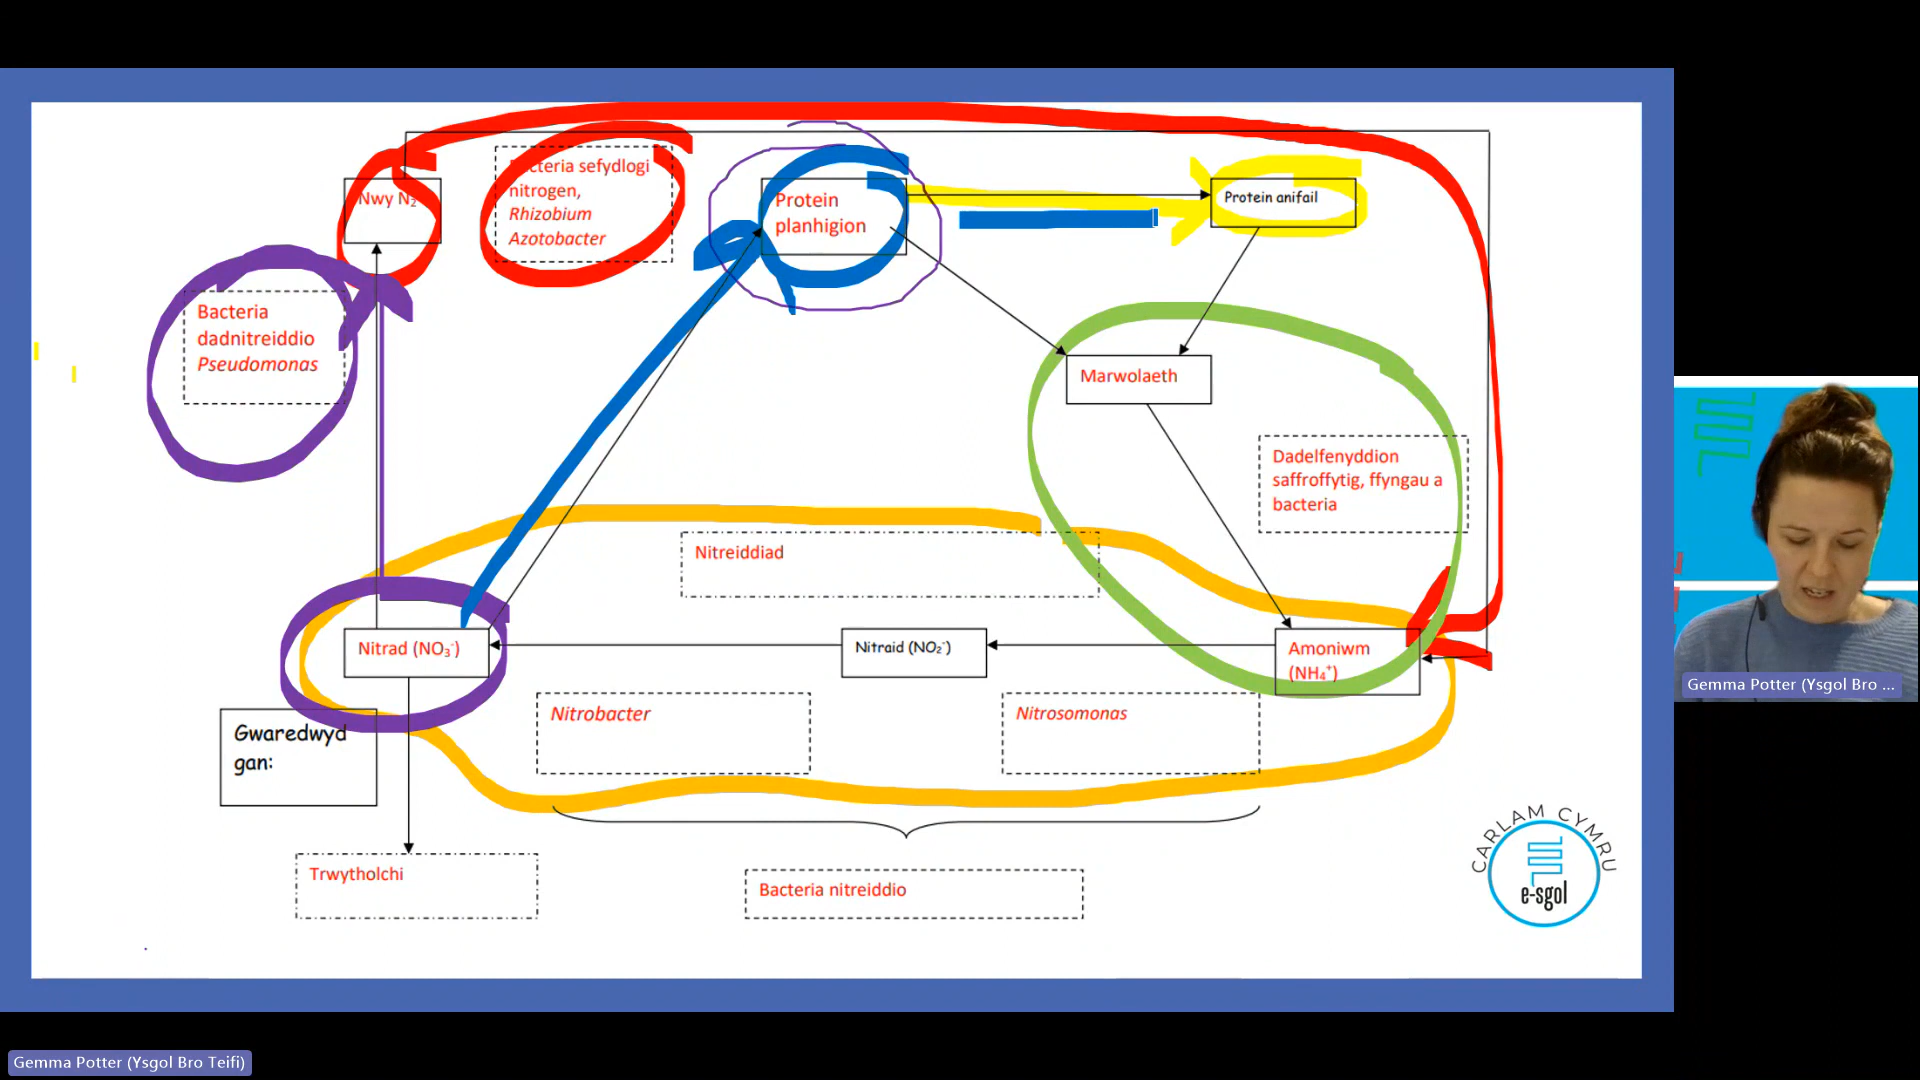 Nwy N₂
Bacteria sefydlogi
nitrogen,
Rhizobium
Azotobacter
Protein
planhigion
Protein anifail
Bacteria
dadnitreiddio
Pseudomonas
Marwolaeth
Dadelfenyddion
saffroffytig, ffyngau a
bacteria
Nitreiddiad
Nitrad (NO₃⁻)
Nitraid (NO₂⁻)
Amoniwm
(NH₄⁺)
Nitrobacter
Nitrosomonas
Gwaredwyd
gan:
Trwytholchi
Bacteria nitreiddio
CARLAM CYMRU
e-sgol
Gemma Potter (Ysgol Bro ...
Gemma Potter (Ysgol Bro Teifi)